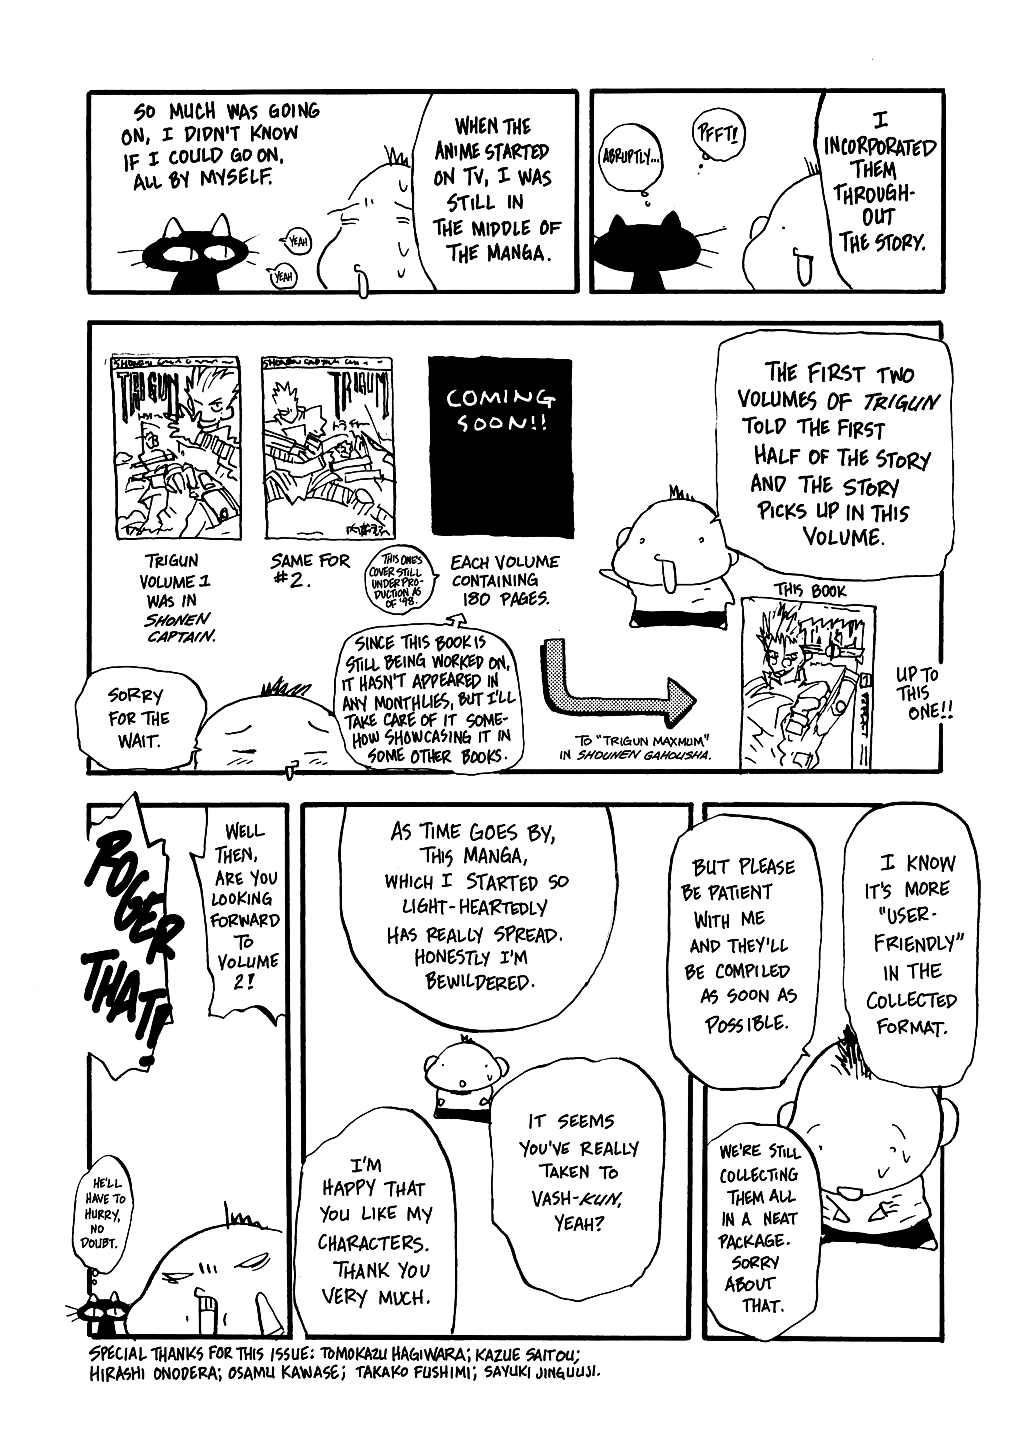 I
INCORPORATED
THEM
THROUGH-
OUT
THE STORY.
PFFT!
ABRUPTLY...
WHEN THE
ANIME STARTED
ON TV, I WAS
STILL IN
THE MIDDLE OF
THE MANGA.
SO MUCH WAS GOING
ON, I DIDN'T KNOW
IF I COULD GO ON,
ALL BY MYSELF.
YEAH
YEAH
THE FIRST TWO
VOLUMES OF TRIGUN
TOLD THE FIRST
HALF OF THE STORY
AND THE STORY
PICKS UP IN THIS
VOLUME.
TRIGUN
TRIGUN
COMING
SOON!!
TRIGUN
VOLUME 1
WAS IN
SHONEN
CAPTAIN.
SAME FOR
#2.
THIS ONE'S
COVER STILL
UNDER PRO-
DUCTION AS
OF '98.
EACH VOLUME
CONTAINING
180 PAGES.
THIS BOOK
UP TO
THIS
ONE!!
TO "TRIGUN MAXMUM"
IN SHOUNEN GAHOUSHA.
SINCE THIS BOOK IS
STILL BEING WORKED ON,
IT HASN'T APPEARED IN
ANY MONTHLIES, BUT I'LL
TAKE CARE OF IT SOME-
HOW SHOWCASING IT IN
SOME OTHER BOOKS.
SORRY
FOR THE
WAIT.
I KNOW
IT'S MORE
"USER-
FRIENDLY"
IN THE
COLLECTED
FORMAT.
BUT PLEASE
BE PATIENT
WITH ME
AND THEY'LL
BE COMPILED
AS SOON AS
POSSIBLE.
WE'RE STILL
COLLECTING
THEM ALL
IN A NEAT
PACKAGE.
SORRY
ABOUT
THAT.
AS TIME GOES BY,
THIS MANGA,
WHICH I STARTED SO
LIGHT-HEARTEDLY
HAS REALLY SPREAD.
HONESTLY I'M
BEWILDERED.
IT SEEMS
YOU'VE REALLY
TAKEN TO
VASH-KUN,
YEAH?
I'M
HAPPY THAT
YOU LIKE MY
CHARACTERS.
THANK YOU
VERY MUCH.
WELL
THEN,
ARE YOU
LOOKING
FORWARD
TO
VOLUME
2!
ROGER
THAT!
HE'LL
HAVE TO
HURRY,
NO
DOUBT.
SPECIAL THANKS FOR THIS ISSUE: TOMOKAZU HAGIWARA; KAZUE SAITOU;
HIRASHI ONODERA; OSAMU KAWASE; TAKAKO FUSHIMI; SAYUKI JINGUUJI.